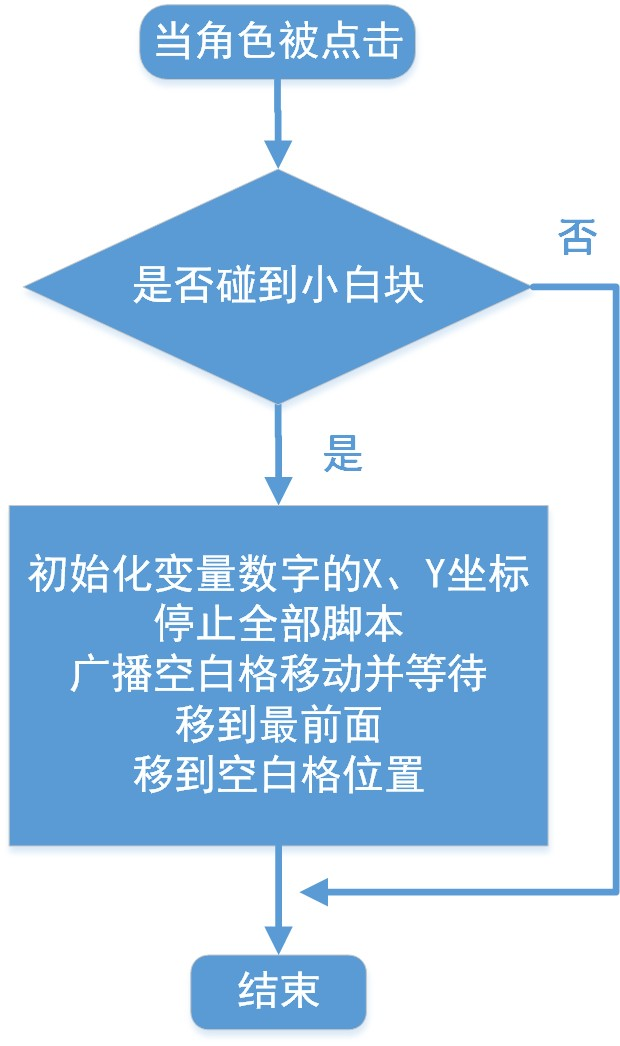 当角色被点击
否
是否碰到小白块
是
初始化变量数字的X、Y坐标
停止全部脚本
广播空白格移动并等待
移到最前面
移到空白格位置
结束